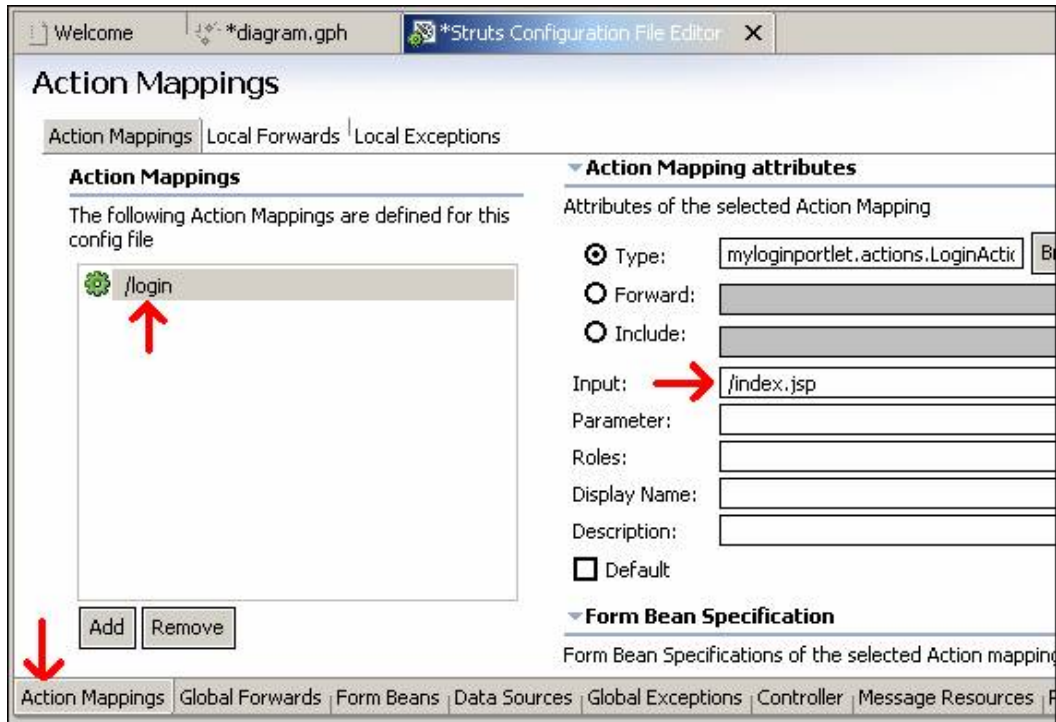 Welcome *diagram.gph *Struts Configuration File Editor
Action Mappings
Action Mappings Local Forwards Local Exceptions
Action Mappings
The following Action Mappings are defined for this
config file
/login
Add Remove
Action Mapping attributes
Attributes of the selected Action Mapping
Type: myloginportlet.actions.LoginActic
Forward:
Include:
Input: /index.jsp
Parameter:
Roles:
Display Name:
Description:
Default
Form Bean Specification
Form Bean Specifications of the selected Action mapping
Action Mappings Global Forwards Form Beans Data Sources Global Exceptions Controller Message Resources